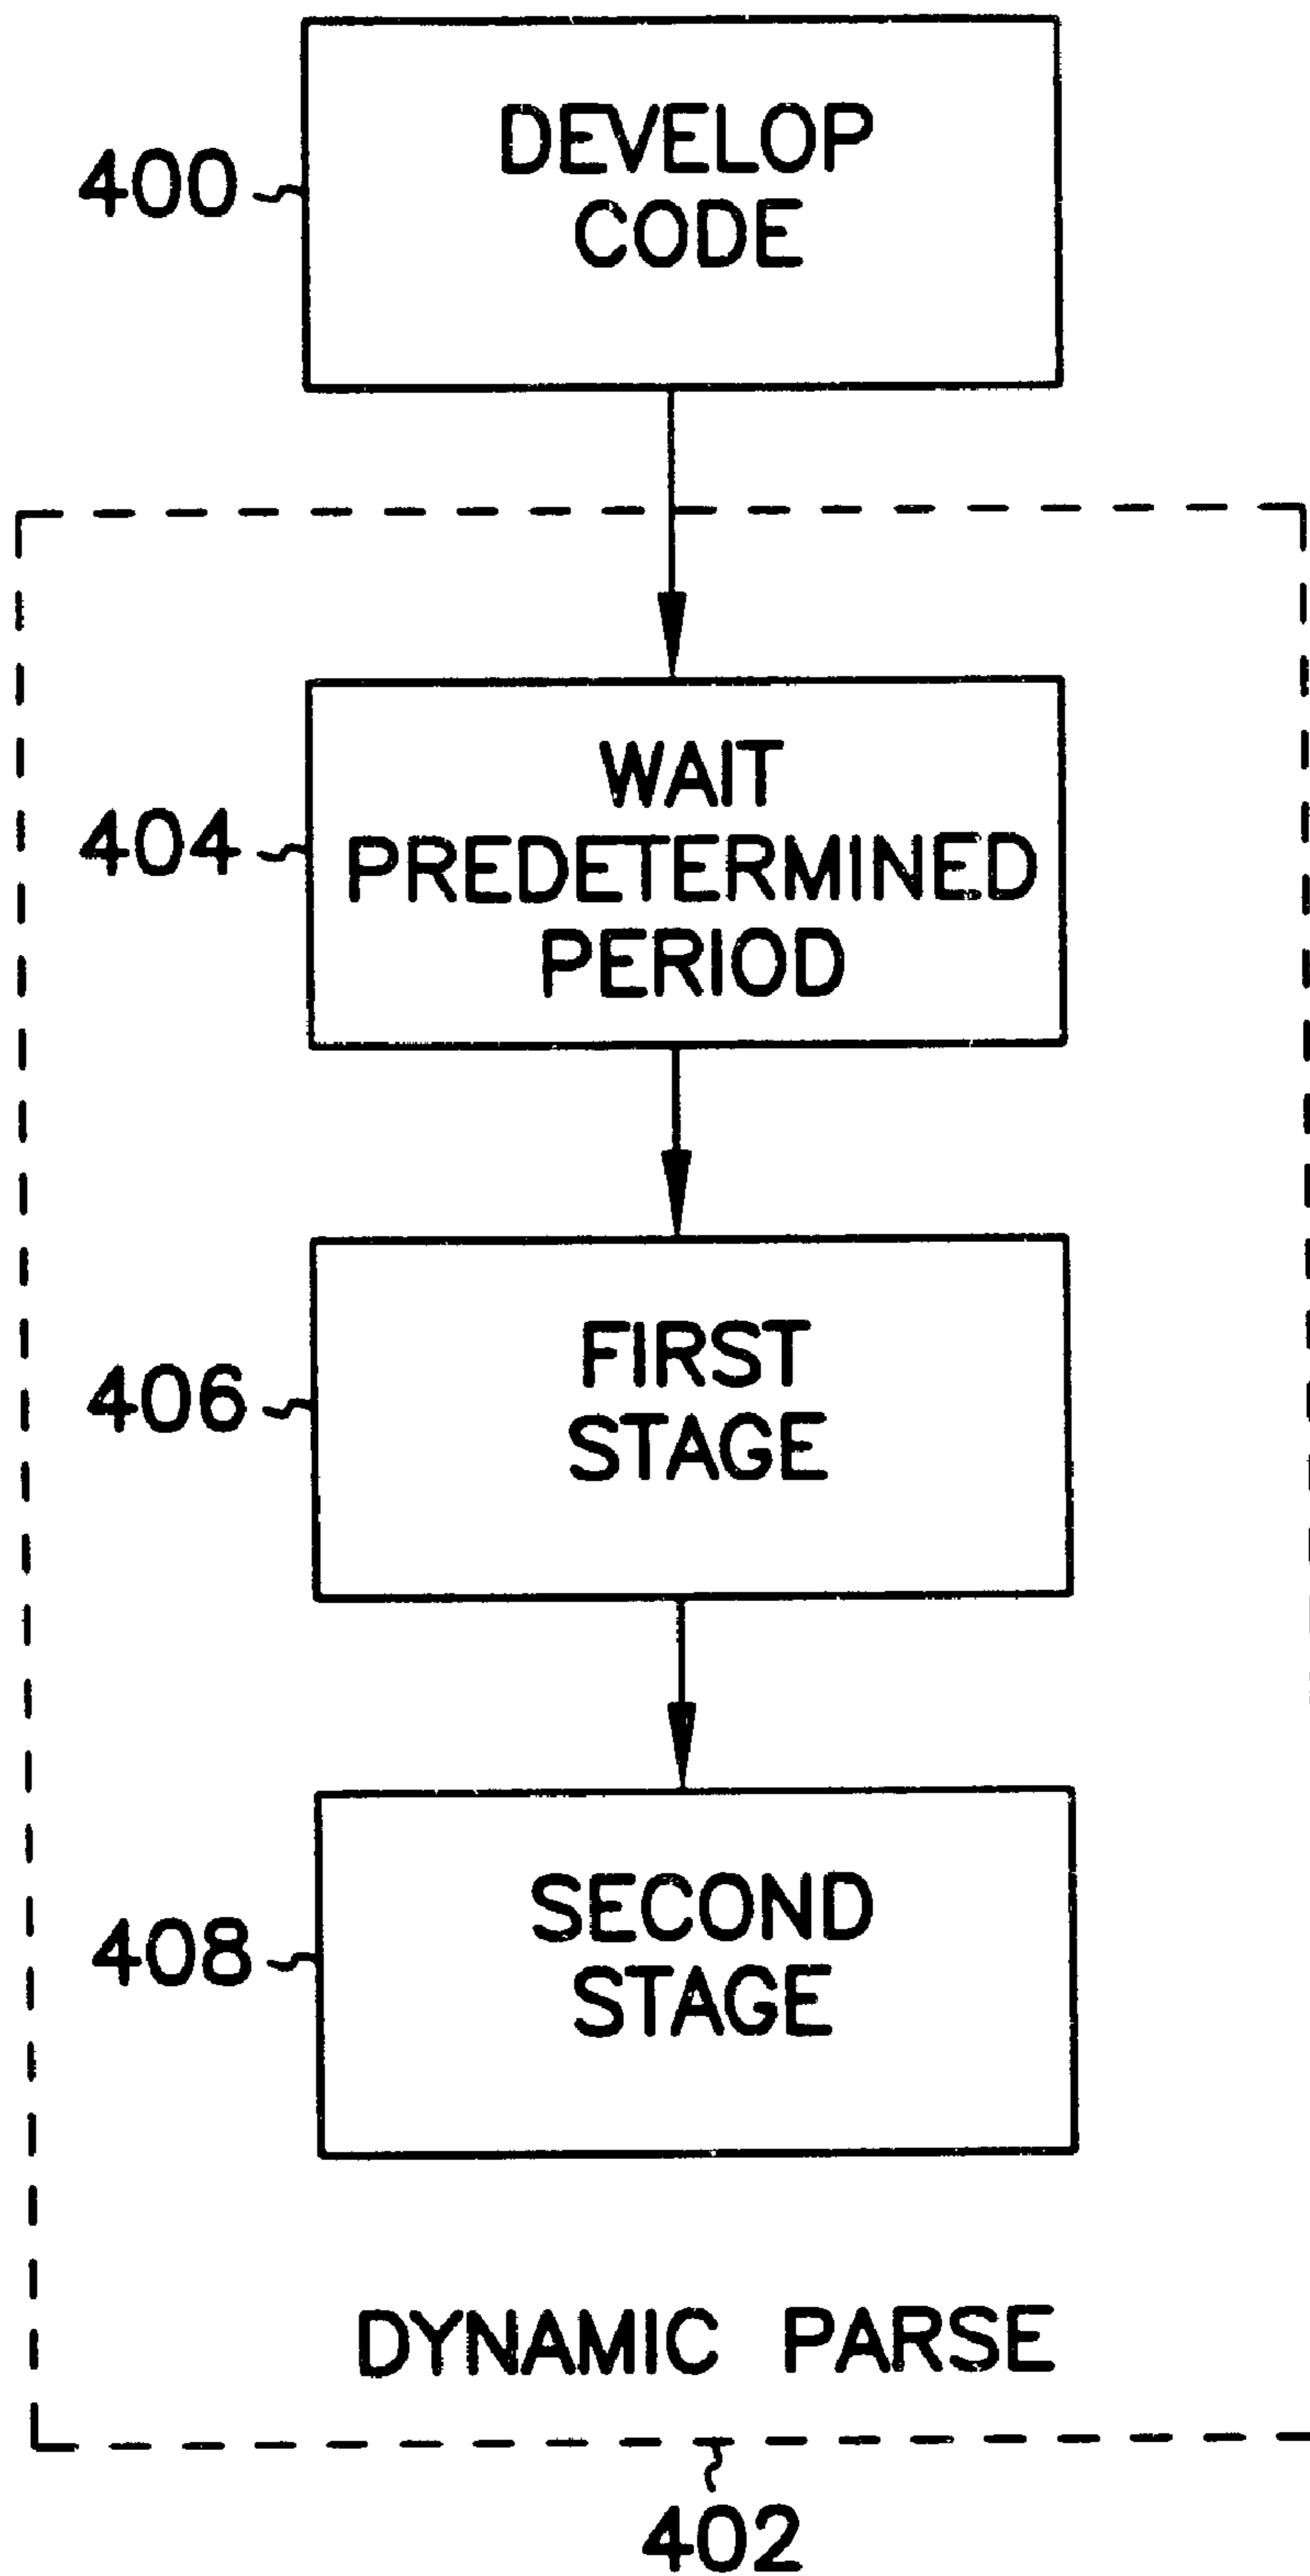 DEVELOP
CODE
400
WAIT
PREDETERMINED
PERIOD
404
FIRST
STAGE
406
SECOND
STAGE
408
DYNAMIC PARSE
402